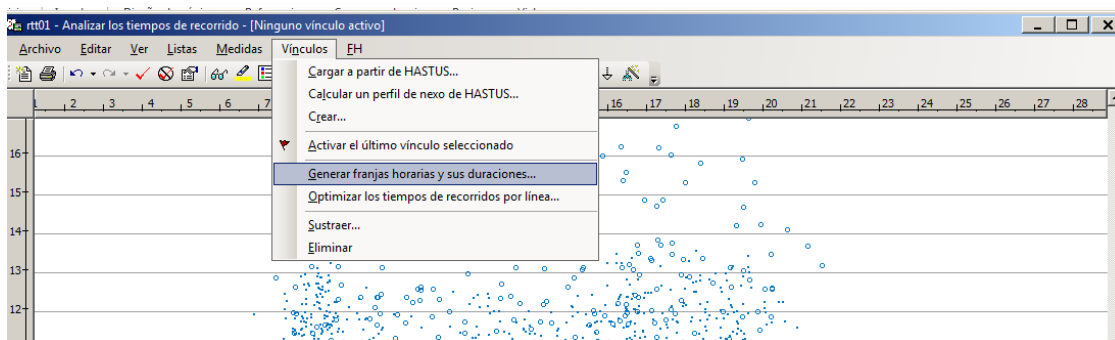 rtt01 - Analizar los tiempos de recorrido - [Ninguno vínculo activo]
Archivo Editar Ver Listas Medidas Vínculos FH
Cargar a partir de HASTUS...
Calcular un perfil de nexo de HASTUS...
Crear...
Activar el último vínculo seleccionado
Generar franjas horarias y sus duraciones...
Optimizar los tiempos de recorridos por línea...
Sustraer...
Eliminar
1 2 3 4 5 6 7 16 17 18 19 20 21 22 23 24 25 26 27 28
16
15
14
13
12